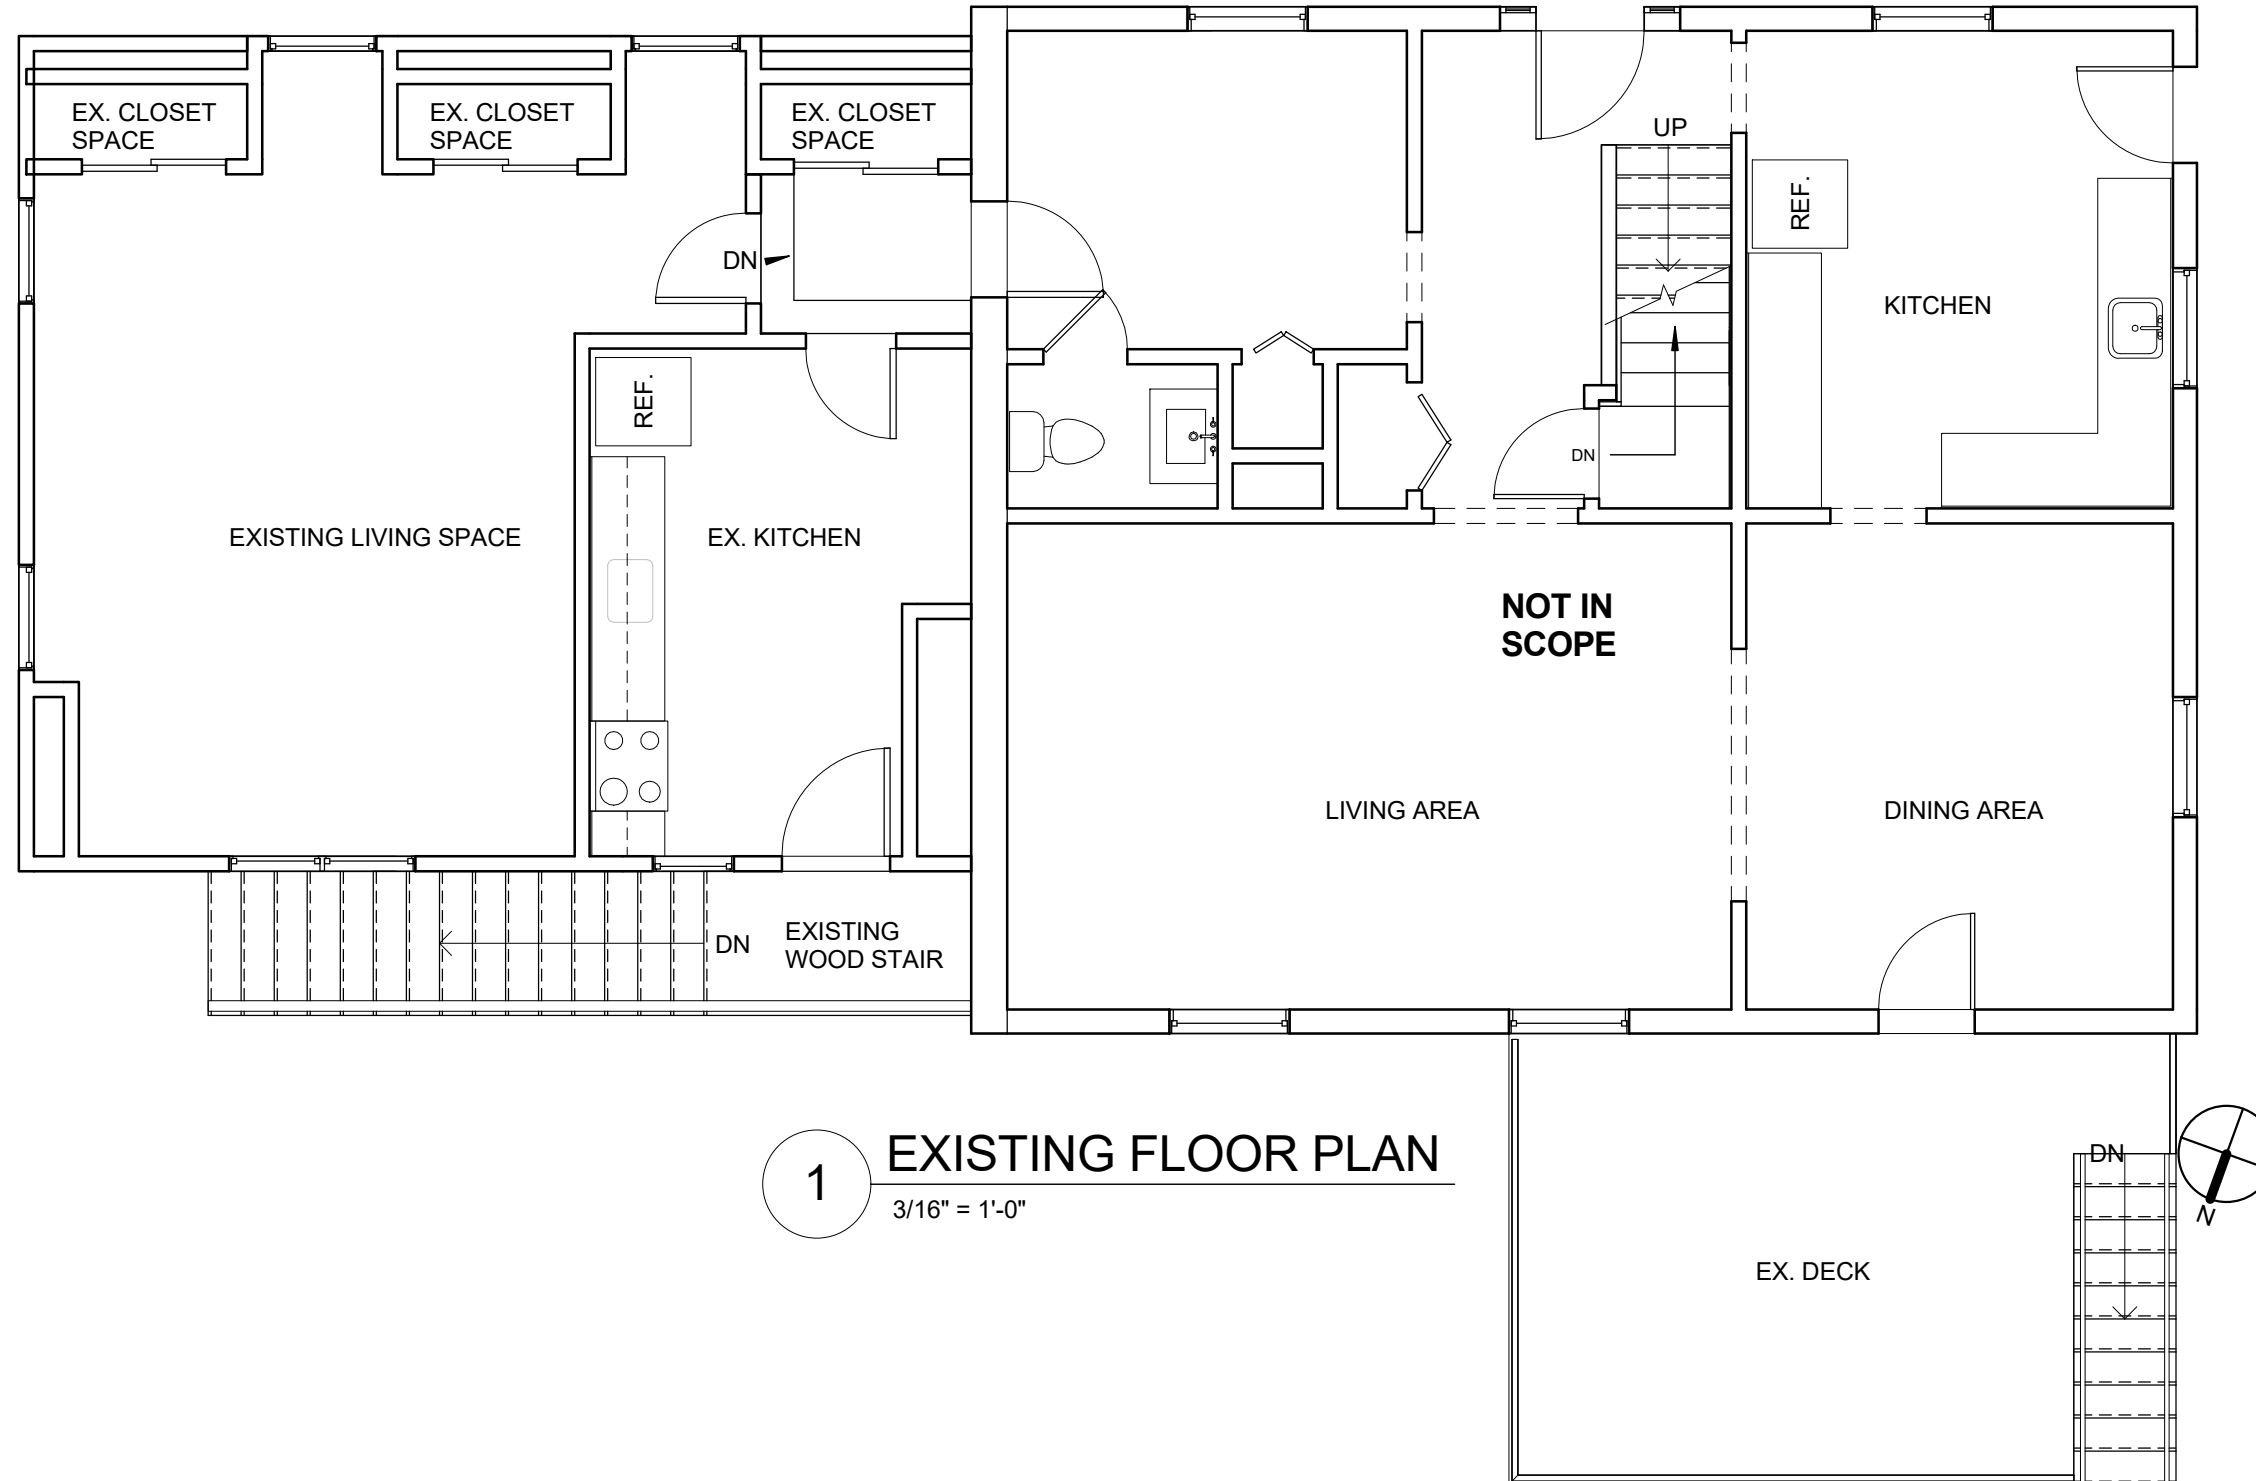 EX. CLOSET
SPACE
EX. CLOSET
SPACE
EX. CLOSET
SPACE
UP
REF.
DN
KITCHEN
REF.
DN
EXISTING LIVING SPACE
EX. KITCHEN
NOT IN
SCOPE
LIVING AREA
DINING AREA
DN
EXISTING
WOOD STAIR
1
EXISTING FLOOR PLAN
3/16" = 1'-0"
DN
N
EX. DECK